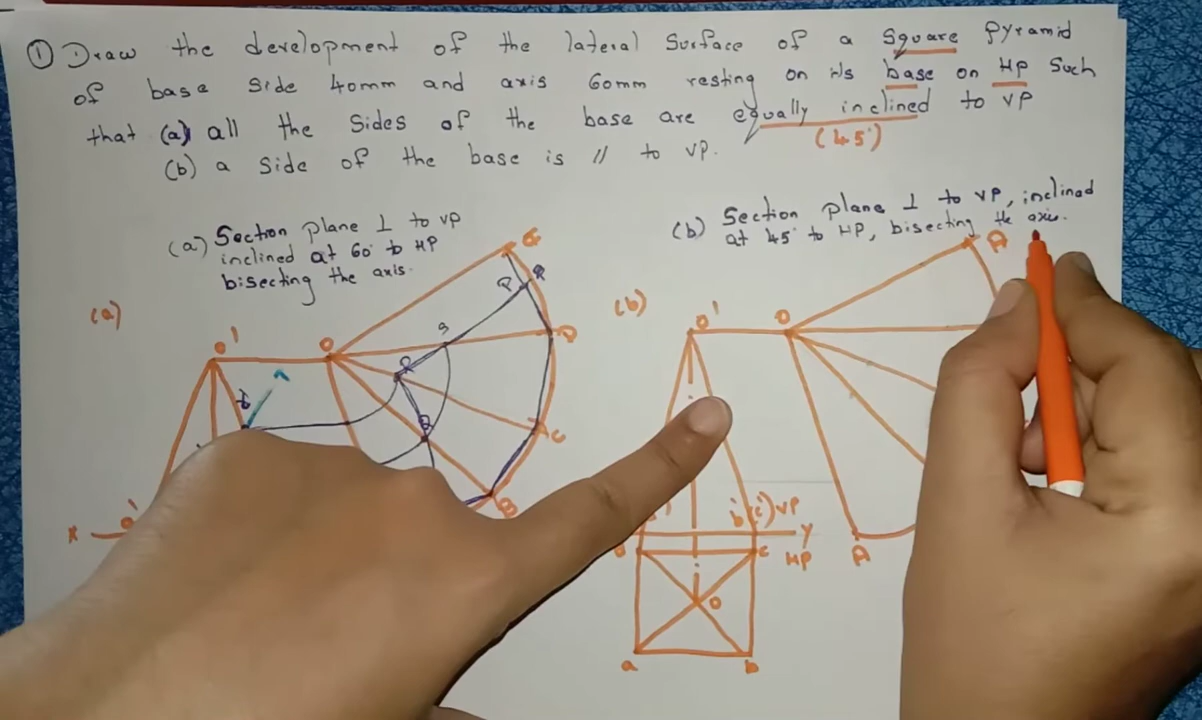 ① Draw the development of the lateral Surface of a Square Pyramid
of base side 40mm and axis 60mm resting on its base on HP Such
that (a) all the Sides of the base are equally inclined to VP
(45°)
(b) a side of the base is // to VP.
(a) Section plane ⊥ to VP
inclined at 60° to HP
bisecting the axis.
(b) Section plane ⊥ to VP, inclined
at 45° to HP, bisecting the axis.
(a)
o'
O
S
D
C
B
X
a'
(b)
o'
O
A
b'
(c')
VP
Y
HP
c
o
a
b
A